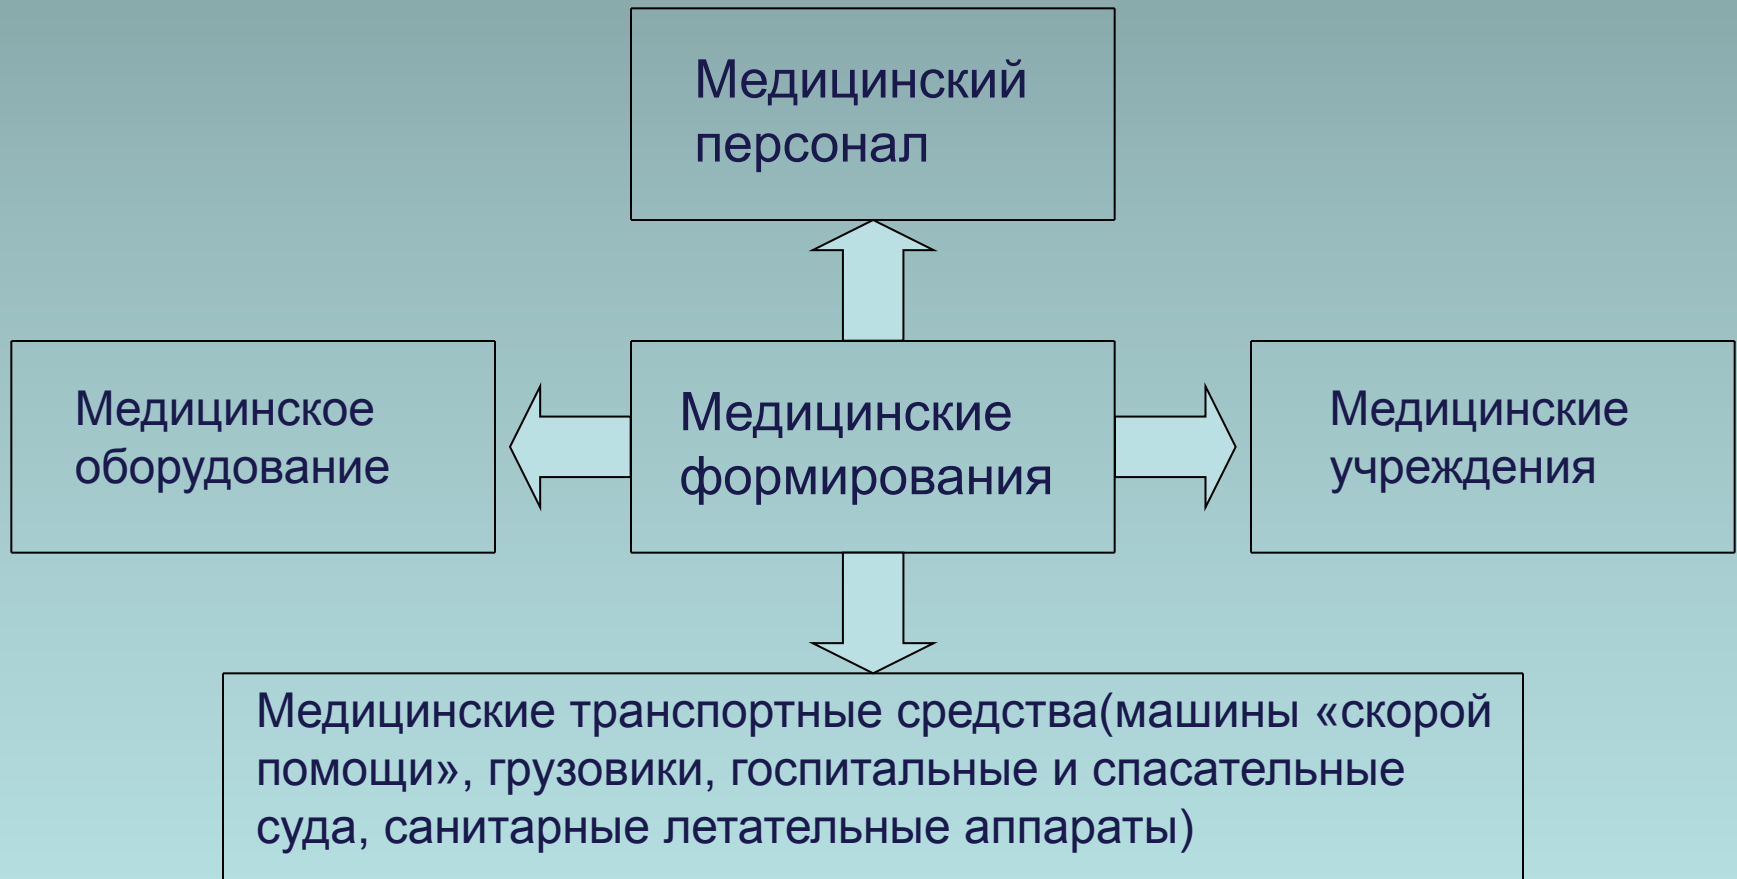 Медицинский
персонал
Медицинское
оборудование
Медицинские
формирования
Медицинские
учреждения
Медицинские транспортные средства(машины «скорой
помощи», грузовики, госпитальные и спасательные
суда, санитарные летательные аппараты)